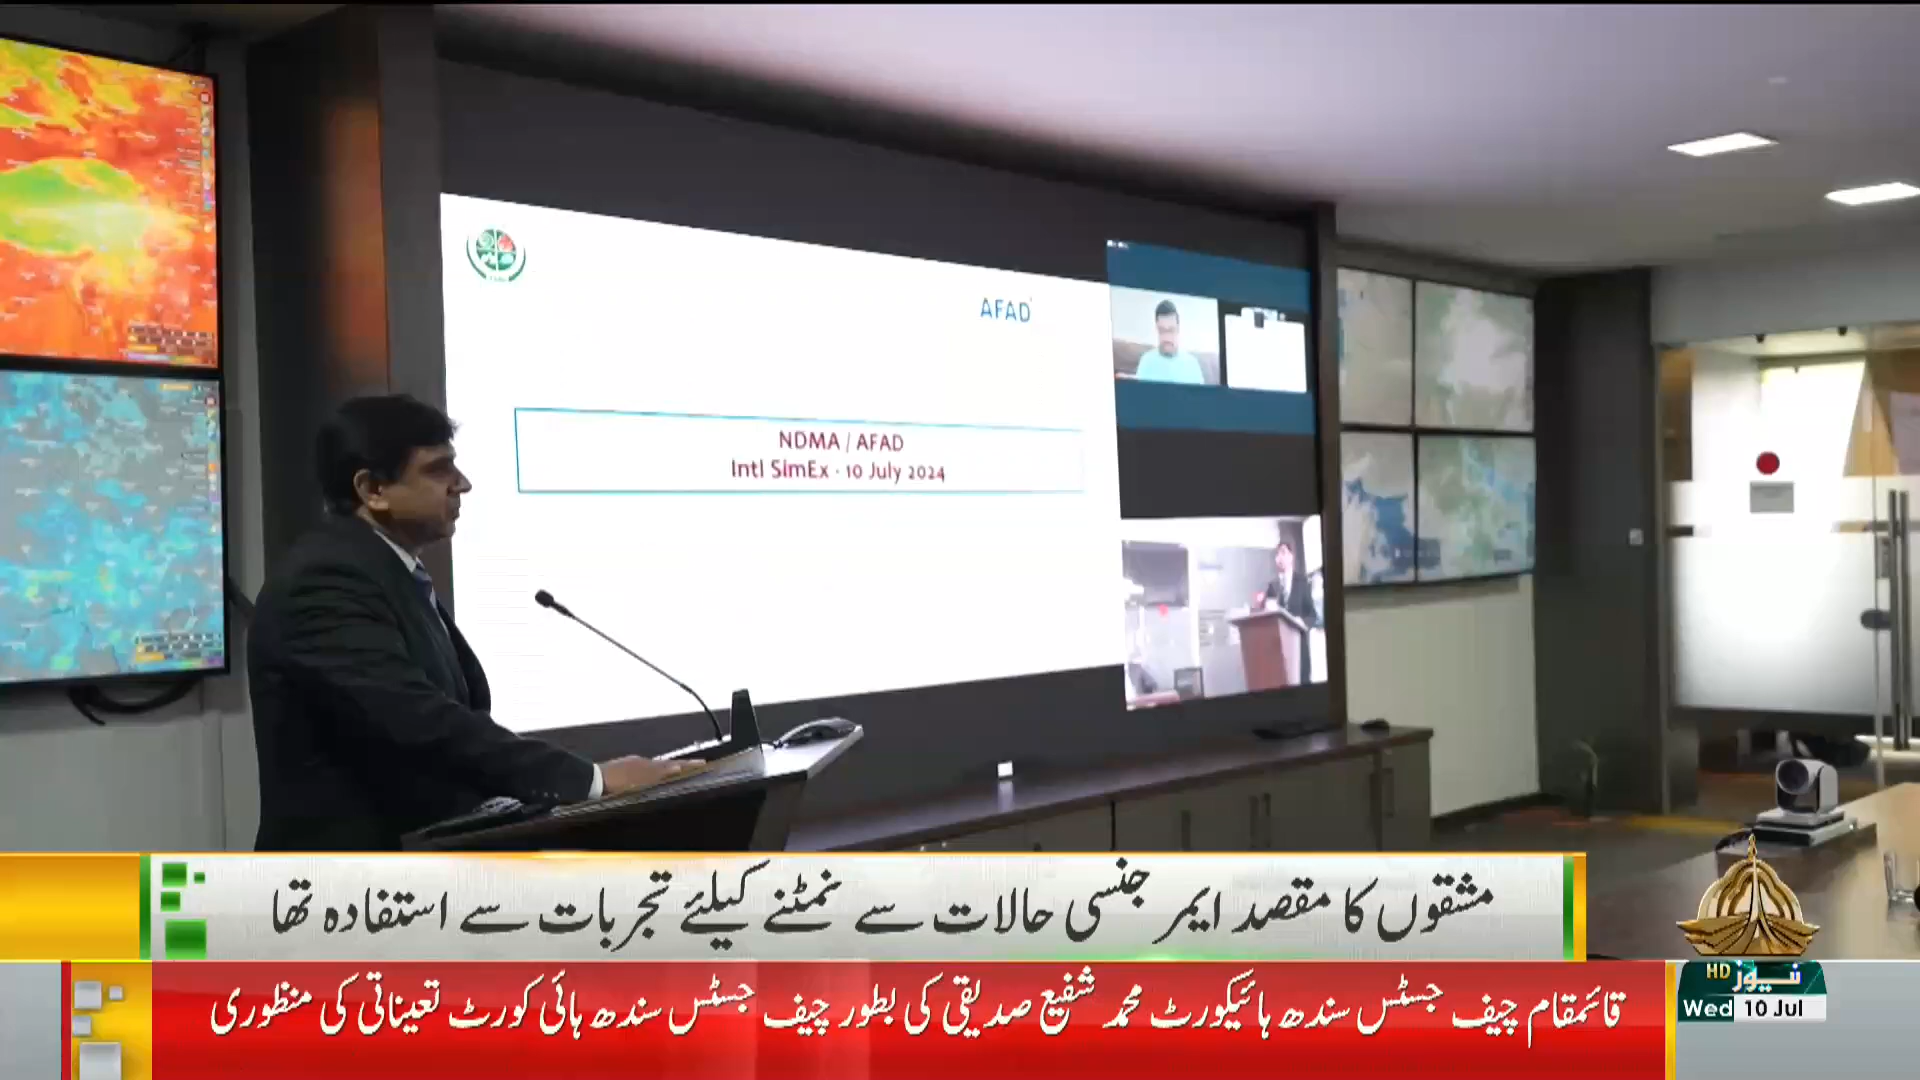 AFAD
NDMA / AFAD
Intl SimEx - 10 July 2024
مشقوں کا مقصد ایمر جنسی حالات سے نمٹنے کیلئے تجربات سے استفادہ تھا
قائمقام چیف جسٹس سندھ ہائیکورٹ محمد شفیع صدیقی کی بطور چیف جسٹس سندھ ہائی کورٹ تعیناتی کی منظوری
نیوز HD
Wed 10 Jul